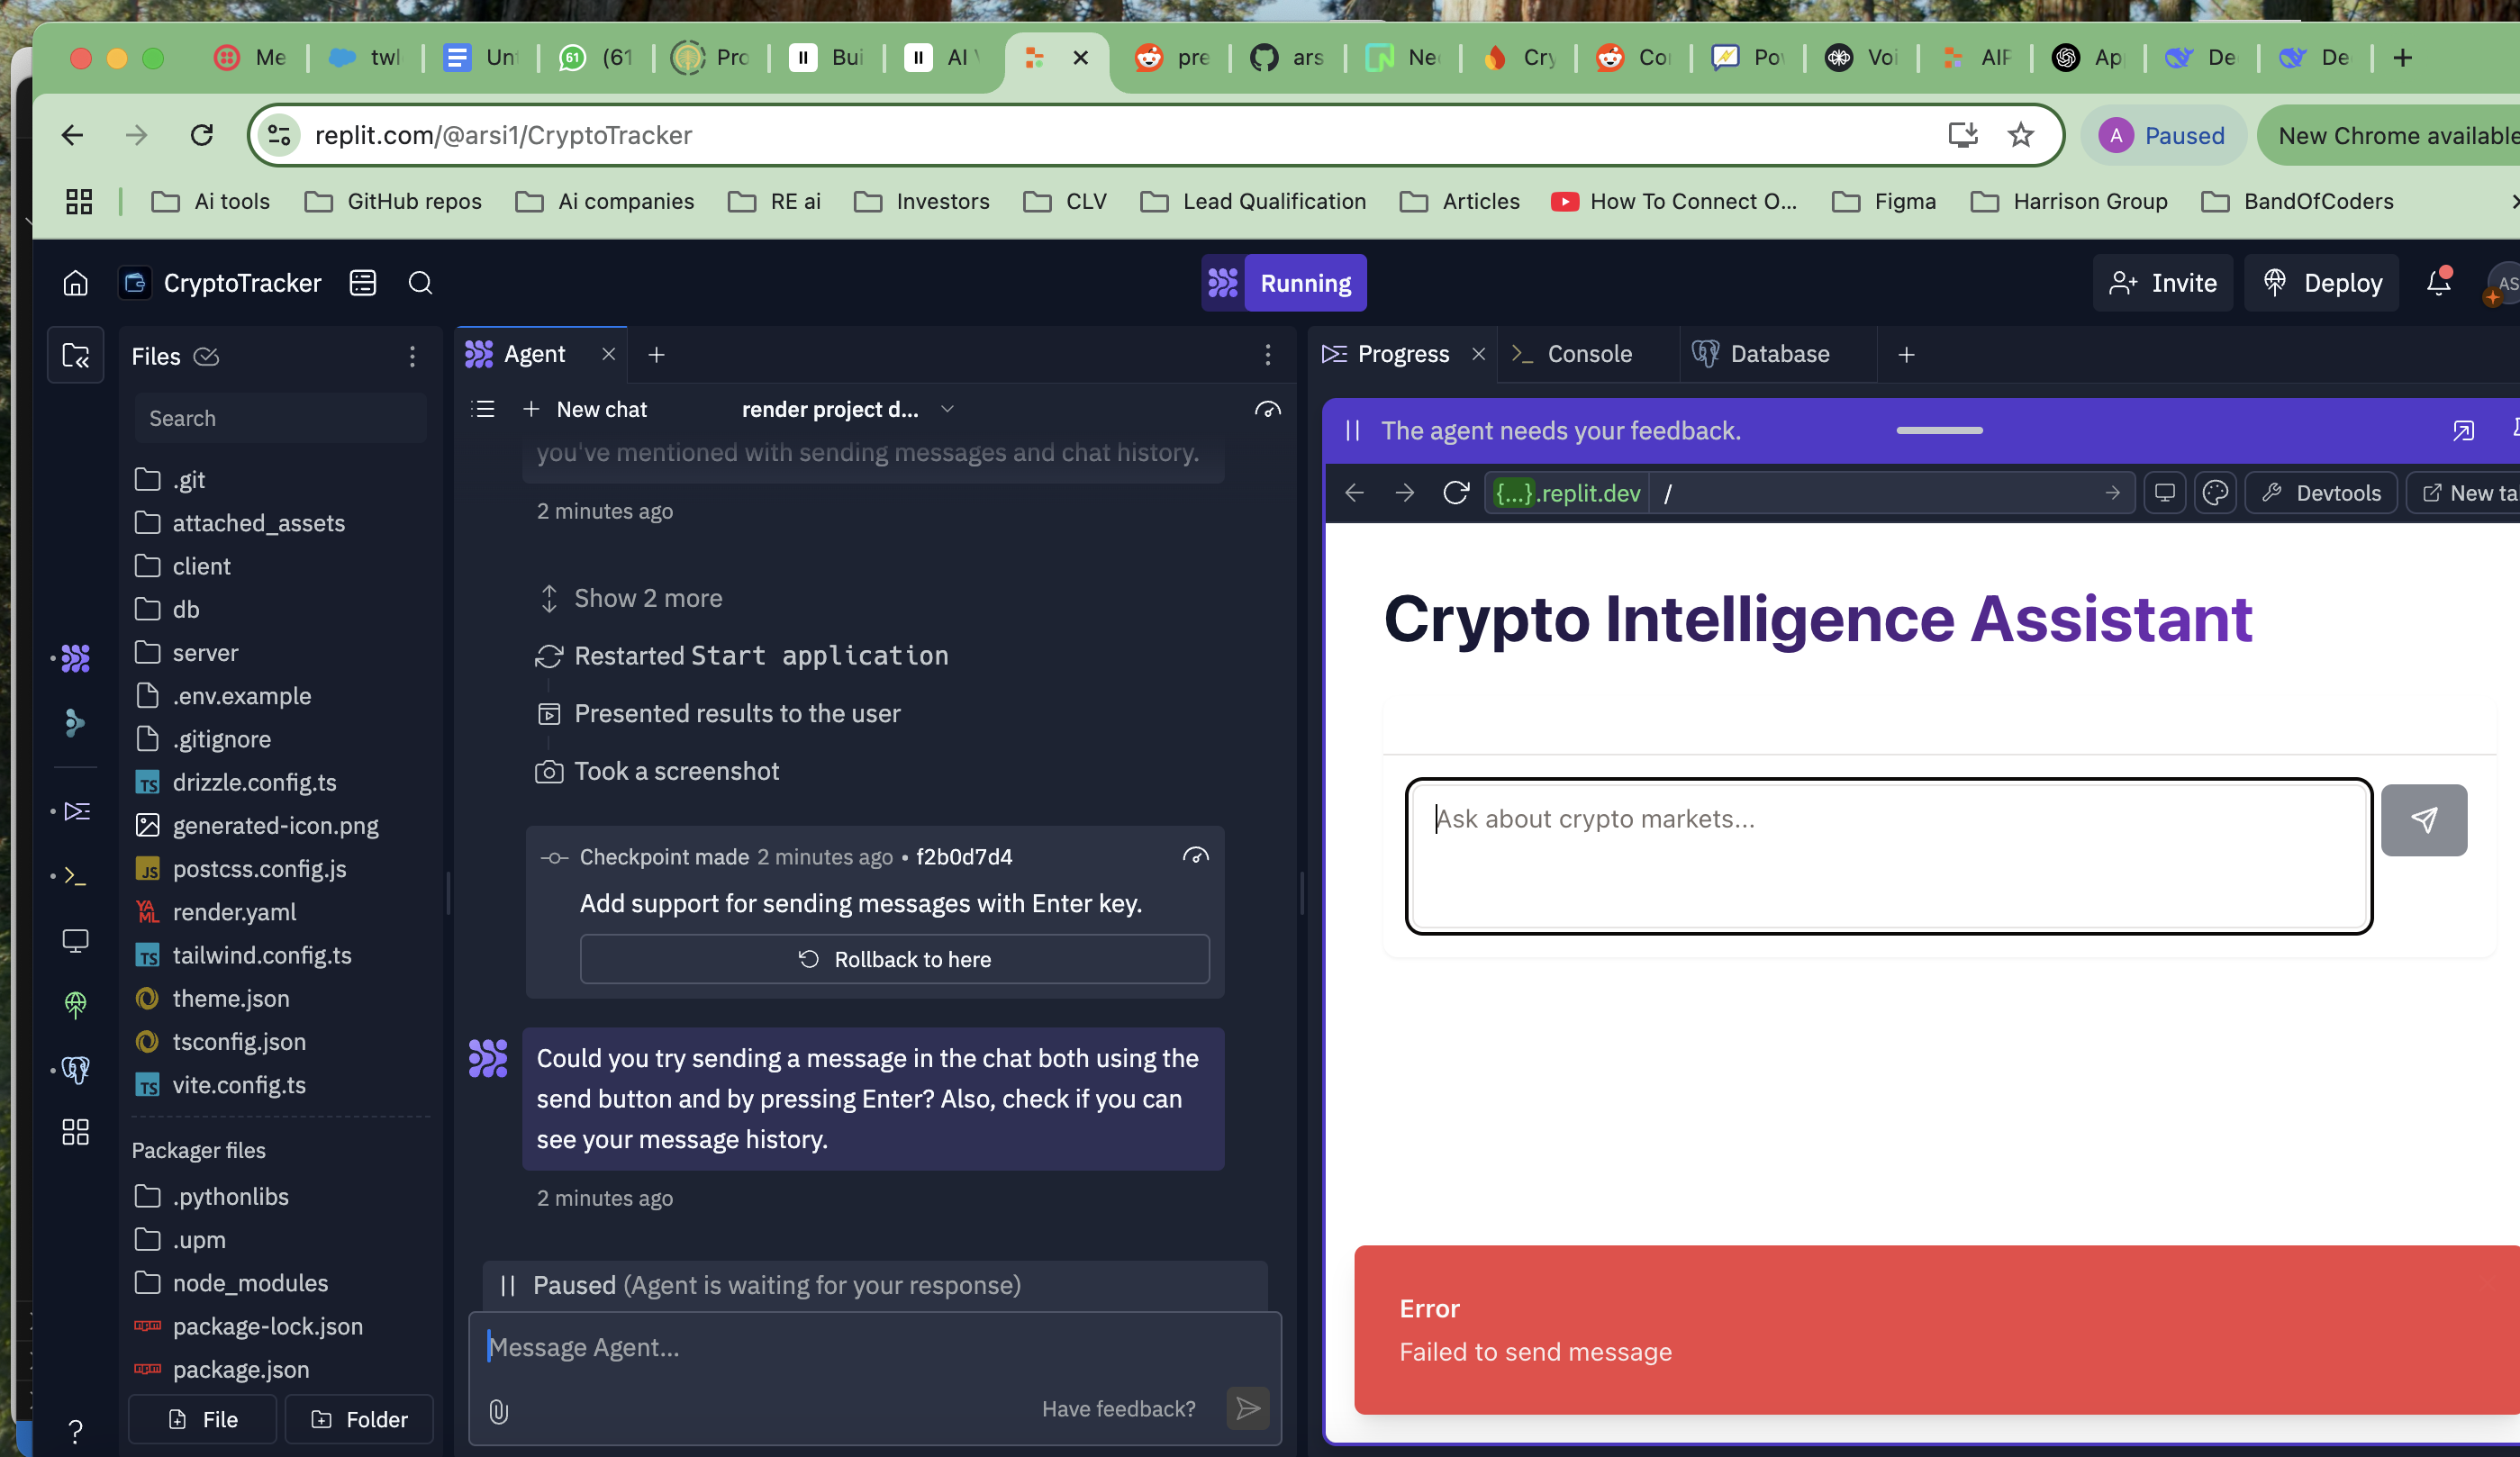 Me
twl
Un
(61
Pro
Bui
AI
pre
ars
Ne
Cry
Co
Po
Voi
AIF
Ap
De
De
replit.com/@arsi1/CryptoTracker
A Paused
New Chrome available
Ai tools
GitHub repos
Ai companies
RE ai
Investors
CLV
Lead Qualification
Articles
How To Connect O...
Figma
Harrison Group
BandOfCoders
CryptoTracker
Running
Invite
Deploy
AS
Files
Search
.git
attached_assets
client
db
server
.env.example
.gitignore
drizzle.config.ts
generated-icon.png
postcss.config.js
render.yaml
tailwind.config.ts
theme.json
tsconfig.json
vite.config.ts
Packager files
.pythonlibs
.upm
node_modules
package-lock.json
package.json
File
Folder
Agent
New chat
render project d...
you've mentioned with sending messages and chat history.
2 minutes ago
Show 2 more
Restarted Start application
Presented results to the user
Took a screenshot
Checkpoint made 2 minutes ago • f2b0d7d4
Add support for sending messages with Enter key.
Rollback to here
Could you try sending a message in the chat both using the
send button and by pressing Enter? Also, check if you can
see your message history.
2 minutes ago
Paused (Agent is waiting for your response)
Message Agent...
Have feedback?
Progress
Console
Database
The agent needs your feedback.
{...}.replit.dev
/
Devtools
New ta
Crypto Intelligence Assistant
Ask about crypto markets...
Error
Failed to send message